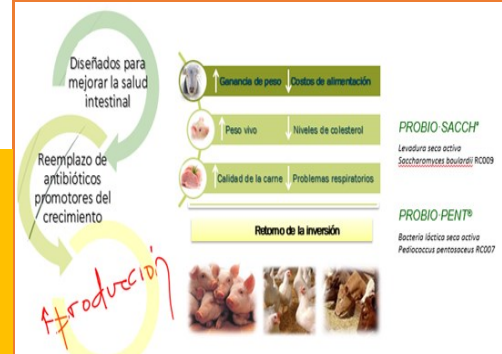 Diseñados para
mejorar la salud
intestinal
Reemplazo de
antibióticos
promotores del
crecimiento
↑producción
↑Ganancia de peso ↓Costos de alimentación
↑Peso vivo ↓Niveles de colesterol
↑Calidad de la carne ↓Problemas respiratorios
Retorno de la inversión
PROBIO·SACCH®
Levadura seca activa
Saccharomyces boulardii RC009
PROBIO·PENT®
Bacteria láctica seca activa
Pediococcus pentosaceus RC007